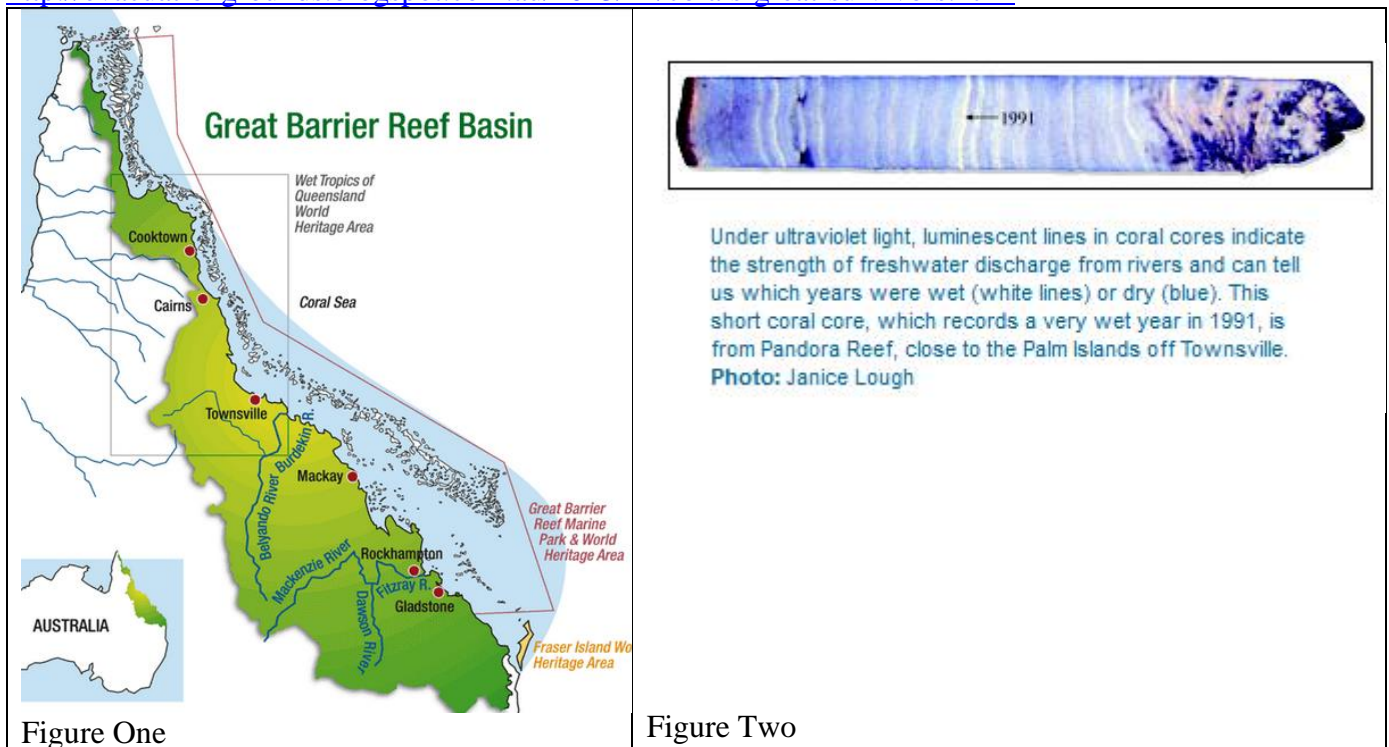 Great Barrier Reef Basin
Wet Tropics of
Queensland
World
Heritage Area
Cooktown
Cairns
Coral Sea
Townsville
Burdekin R.
Belyando River
Mackay
Great Barrier
Reef Marine
Park & World
Heritage Area
Rockhampton
Mackenzie River
Fitzray R.
Gladstone
Dawson River
AUSTRALIA
Fraser Island Wo
Heritage Area
Figure One
1991
Under ultraviolet light, luminescent lines in coral cores indicate
the strength of freshwater discharge from rivers and can tell
us which years were wet (white lines) or dry (blue). This
short coral core, which records a very wet year in 1991, is
from Pandora Reef, close to the Palm Islands off Townsville.
Photo: Janice Lough
Figure Two